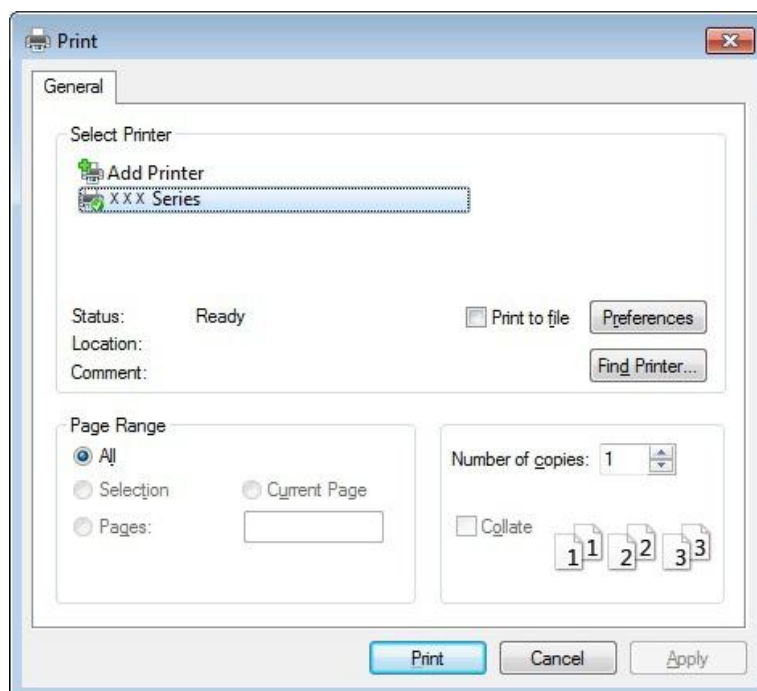 Print
General
Select Printer
Add Printer
XXX Series
Status: Ready
Location:
Comment:
Print to file
Preferences
Find Printer...
Page Range
All
Selection
Current Page
Pages:
Number of copies: 1
Collate
1 1 2 2 3 3
Print
Cancel
Apply